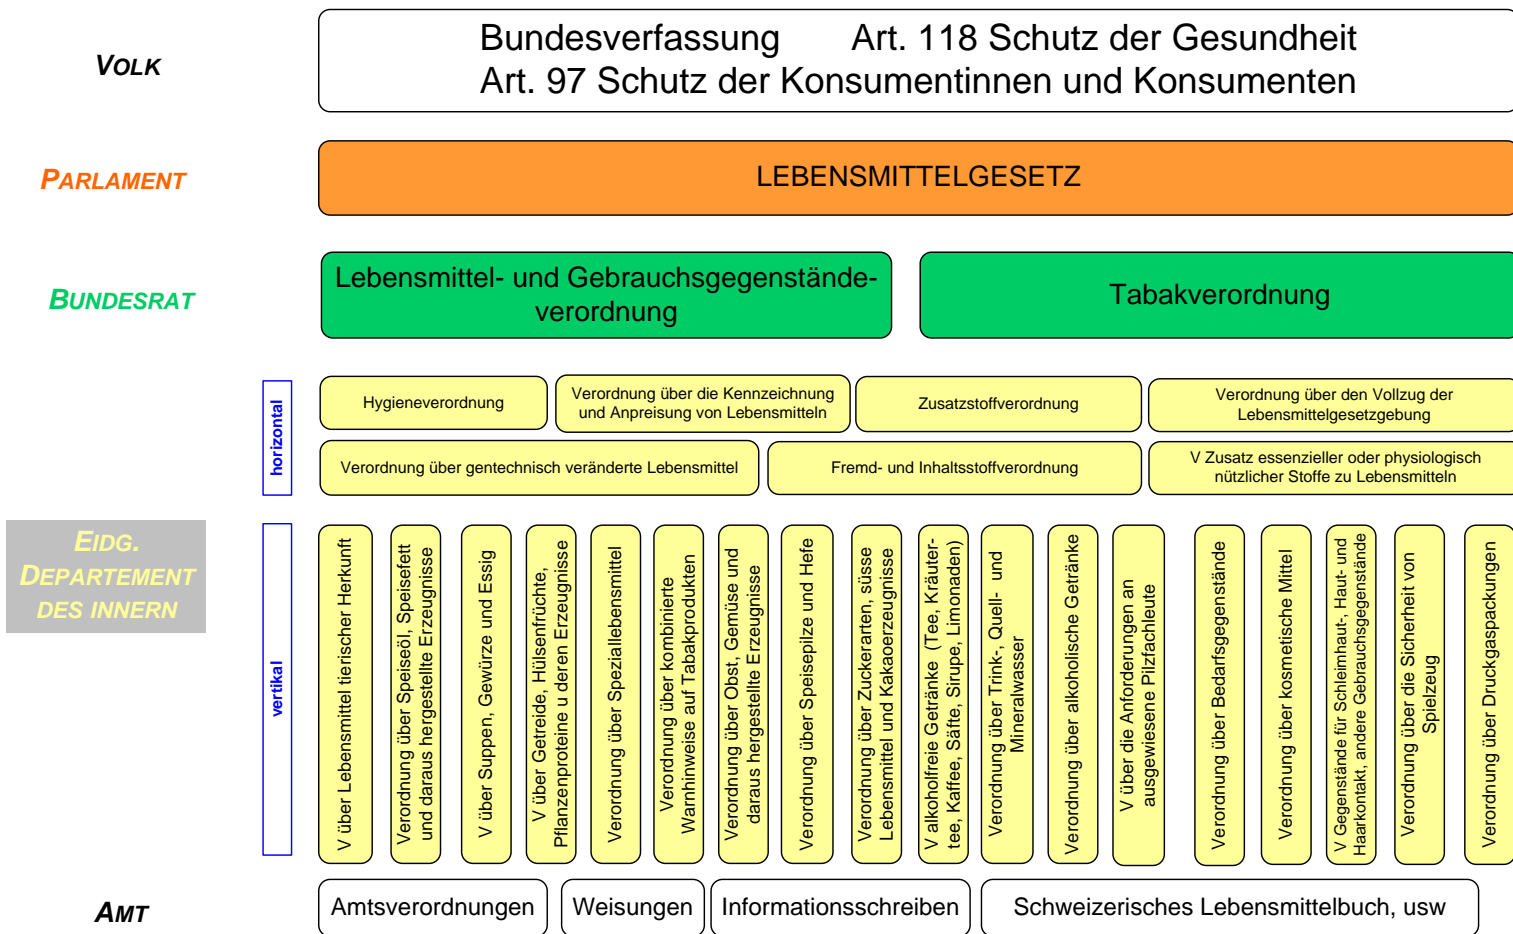 VOLK
Bundesverfassung Art. 118 Schutz der Gesundheit
Art. 97 Schutz der Konsumentinnen und Konsumenten
PARLAMENT
LEBENSMITTELGESETZ
BUNDESRAT
Lebensmittel- und Gebrauchsgegenstände-
verordnung
Tabakverordnung
horizontal
Hygieneverordnung
Verordnung über die Kennzeichnung
und Anpreisung von Lebensmitteln
Zusatzstoffverordnung
Verordnung über den Vollzug der
Lebensmittelgesetzgebung
Verordnung über gentechnisch veränderte Lebensmittel
Fremd- und Inhaltsstoffverordnung
V Zusatz essenzieller oder physiologisch
nützlicher Stoffe zu Lebensmitteln
EIDG.
DEPARTEMENT
DES INNERN
vertikal
V über Lebensmittel tierischer Herkunft
Verordnung über Speiseöl, Speisefett
und daraus hergestellte Erzeugnisse
V über Suppen, Gewürze und Essig
V über Getreide, Hülsenfrüchte,
Pflanzenproteine u deren Erzeugnisse
Verordnung über Speziallebensmittel
Verordnung über kombinierte
Warnhinweise auf Tabakprodukten
Verordnung über Obst, Gemüse und
daraus hergestellte Erzeugnisse
Verordnung über Speisepilze und Hefe
Verordnung über Zuckerarten, süsse
Lebensmittel und Kakaoerzeugnisse
V alkoholfreie Getränke (Tee, Kräuter-
tee, Kaffee, Säfte, Sirupe, Limonaden)
Verordnung über Trink-, Quell- und
Mineralwasser
Verordnung über alkoholische Getränke
V über die Anforderungen an
ausgewiesene Pilzfachleute
Verordnung über Bedarfsgegenstände
Verordnung über kosmetische Mittel
V Gegenstände für Schleimhaut-, Haut- und
Haarkontakt, andere Gebrauchsgegenstände
Verordnung über die Sicherheit von
Spielzeug
Verordnung über Druckgaspackungen
AMT
Amtsverordnungen
Weisungen
Informationsschreiben
Schweizerisches Lebensmittelbuch, usw